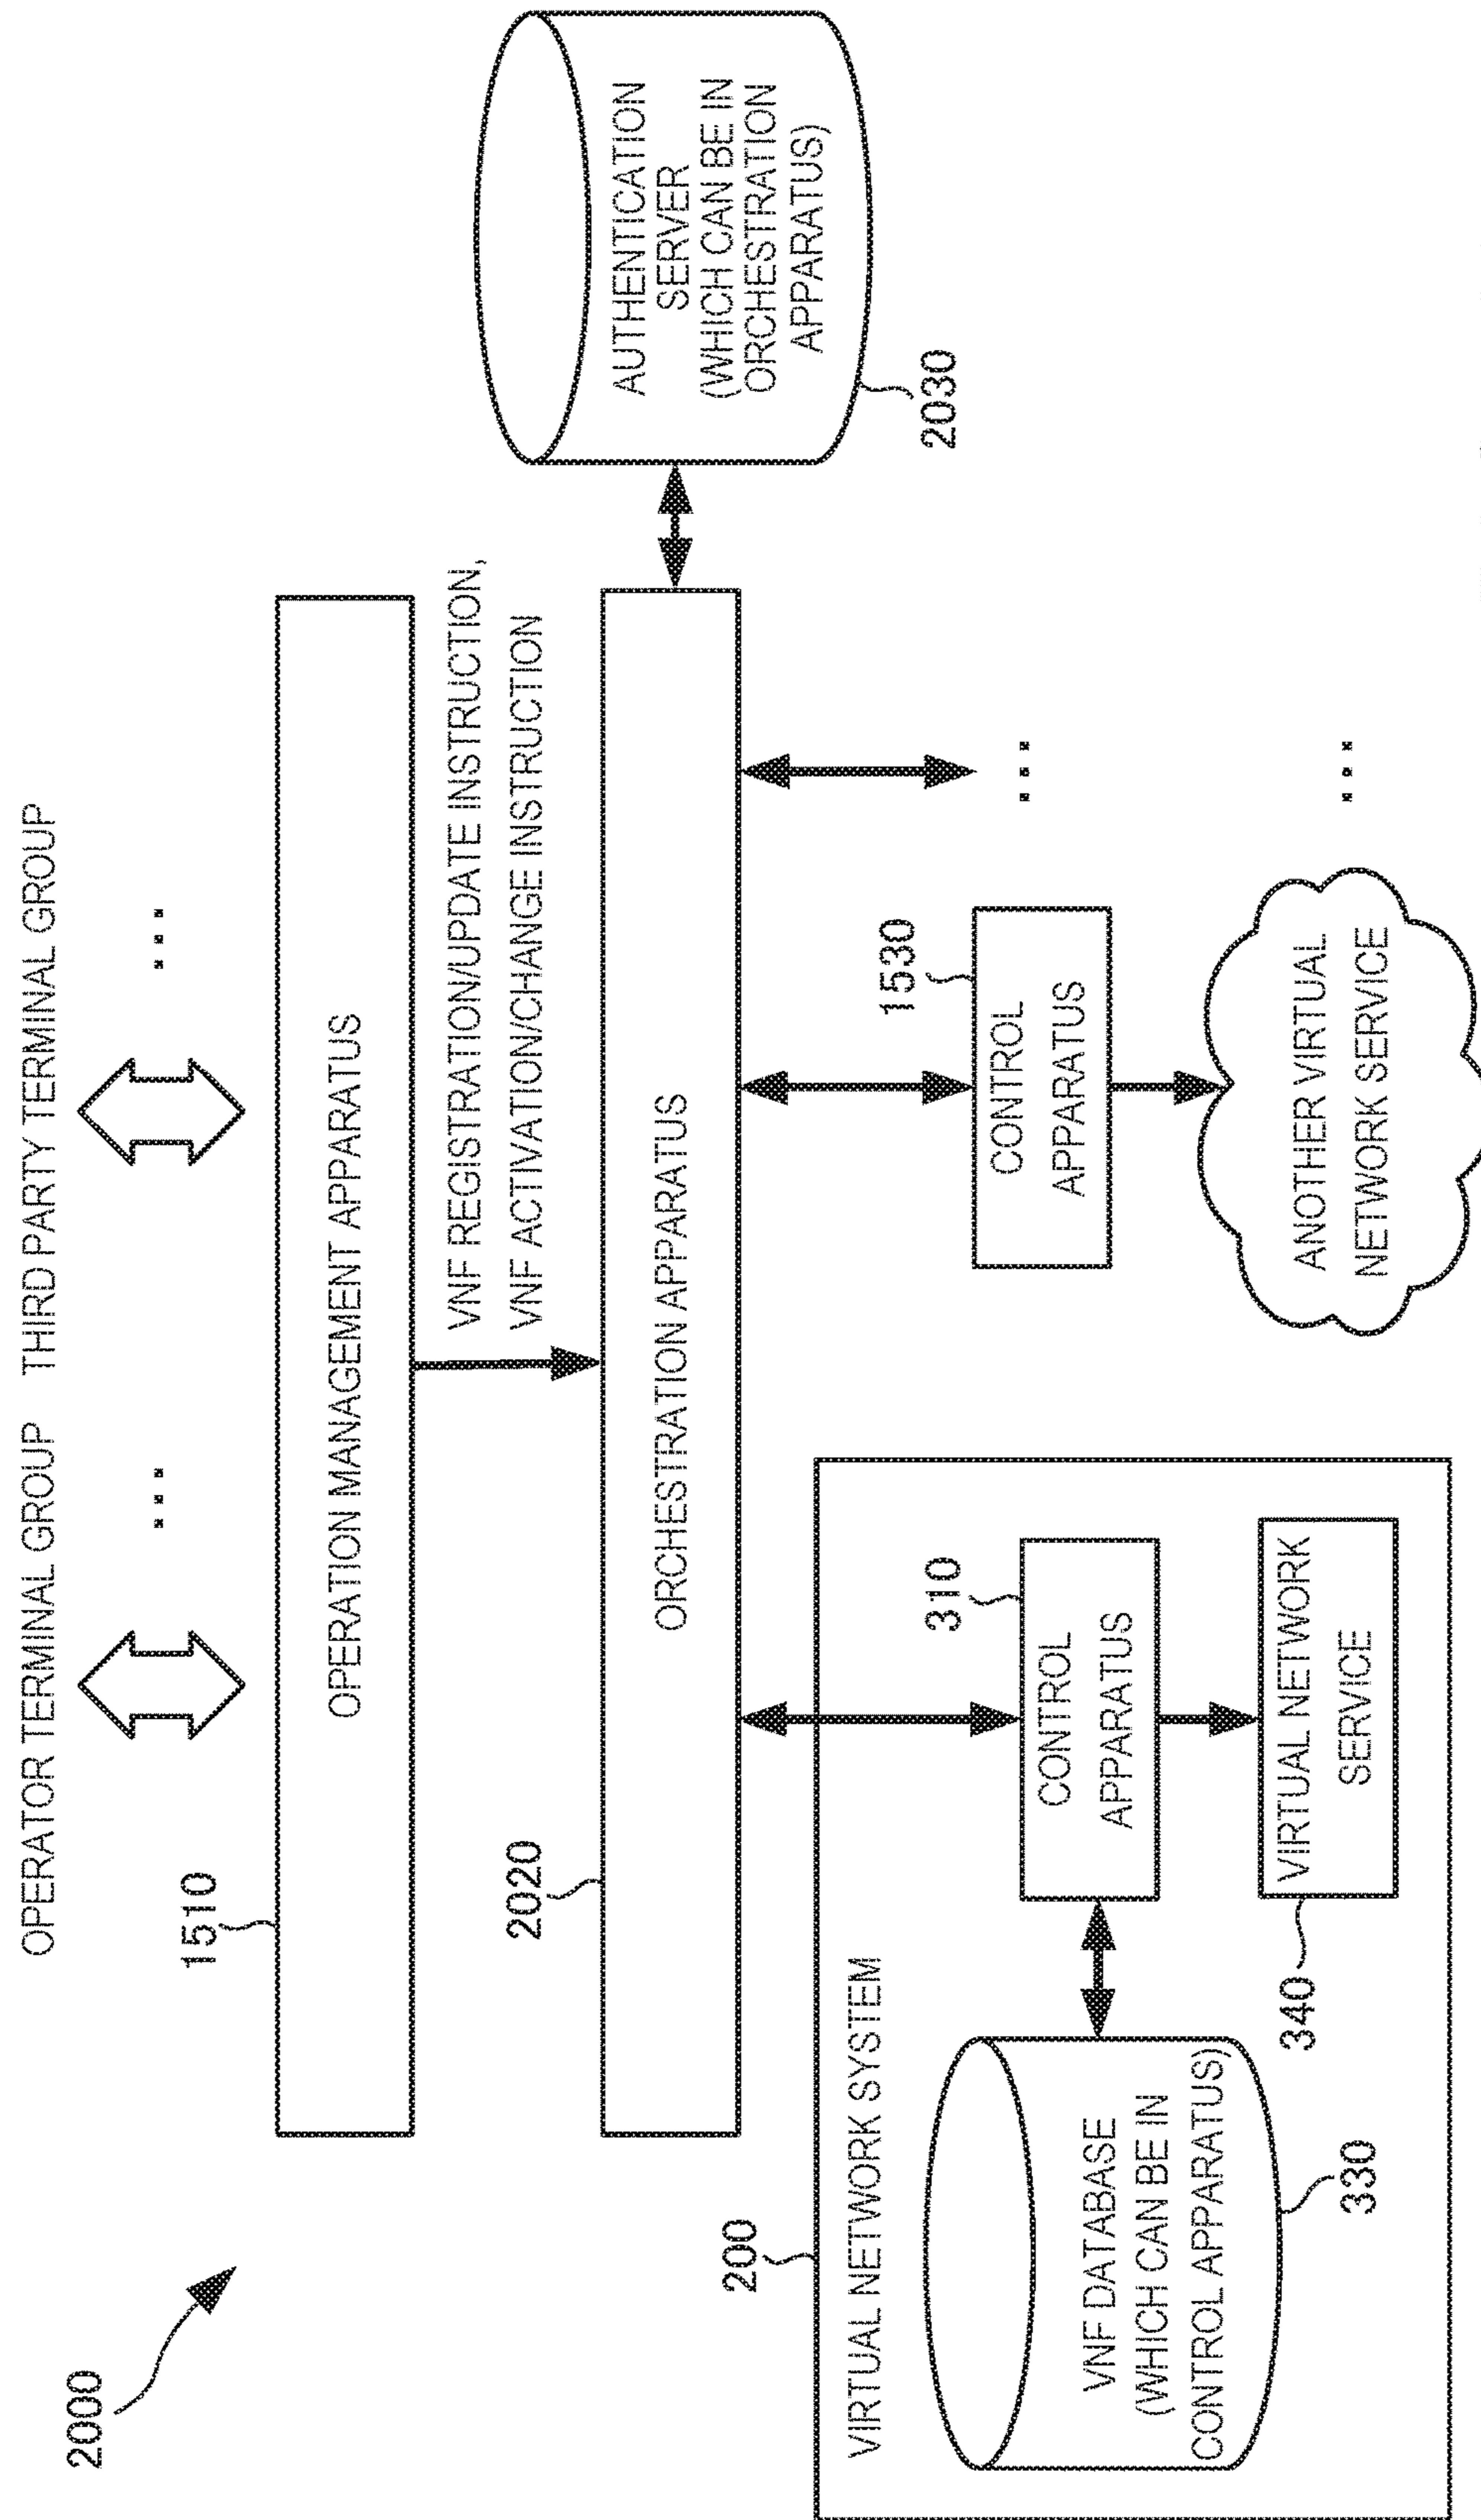 2000
OPERATOR TERMINAL GROUP
THIRD PARTY TERMINAL GROUP
...
...
1510
OPERATION MANAGEMENT APPARATUS
VNF REGISTRATION/UPDATE INSTRUCTION,
VNF ACTIVATION/CHANGE INSTRUCTION
2020
ORCHESTRATION APPARATUS
AUTHENTICATION
SERVER
(WHICH CAN BE IN
ORCHESTRATION
APPARATUS)
2030
200
VIRTUAL NETWORK SYSTEM
VNF DATABASE
(WHICH CAN BE IN
CONTROL APPARATUS)
330
310
CONTROL
APPARATUS
340
VIRTUAL NETWORK
SERVICE
1530
CONTROL
APPARATUS
ANOTHER VIRTUAL
NETWORK SERVICE
...
...